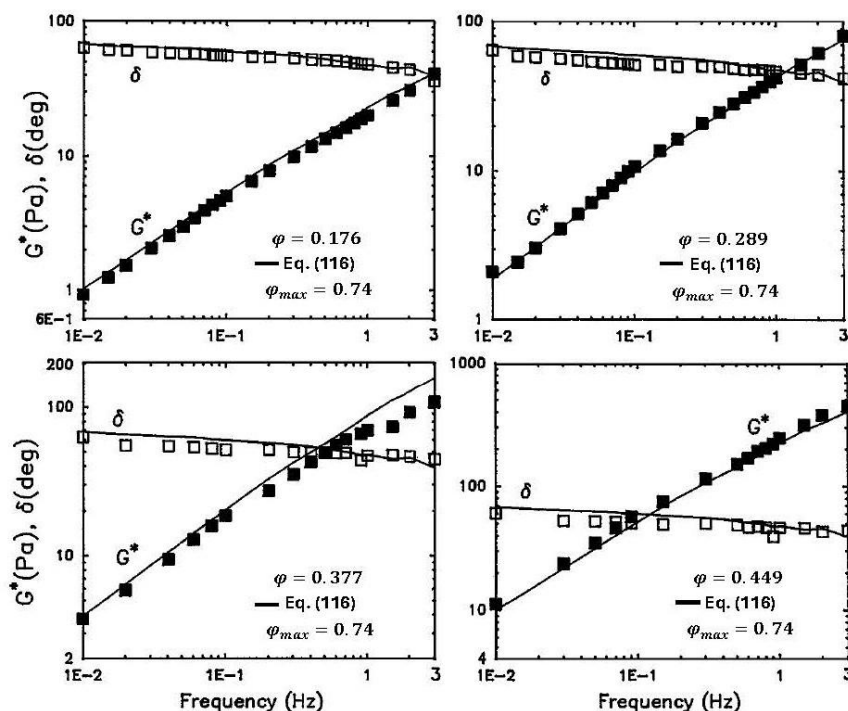 100
10
1
6E-1
G*(Pa), δ(deg)
δ
G*
φ = 0.176
Eq. (116)
φmax = 0.74
1E-2
1E-1
1
3
100
10
1
δ
G*
φ = 0.289
Eq. (116)
φmax = 0.74
1E-2
1E-1
1
3
200
100
10
2
G*(Pa), δ(deg)
δ
G*
φ = 0.377
Eq. (116)
φmax = 0.74
1E-2
1E-1
1
3
Frequency (Hz)
1000
100
10
4
G*
δ
φ = 0.449
Eq. (116)
φmax = 0.74
1E-2
1E-1
1
3
Frequency (Hz)